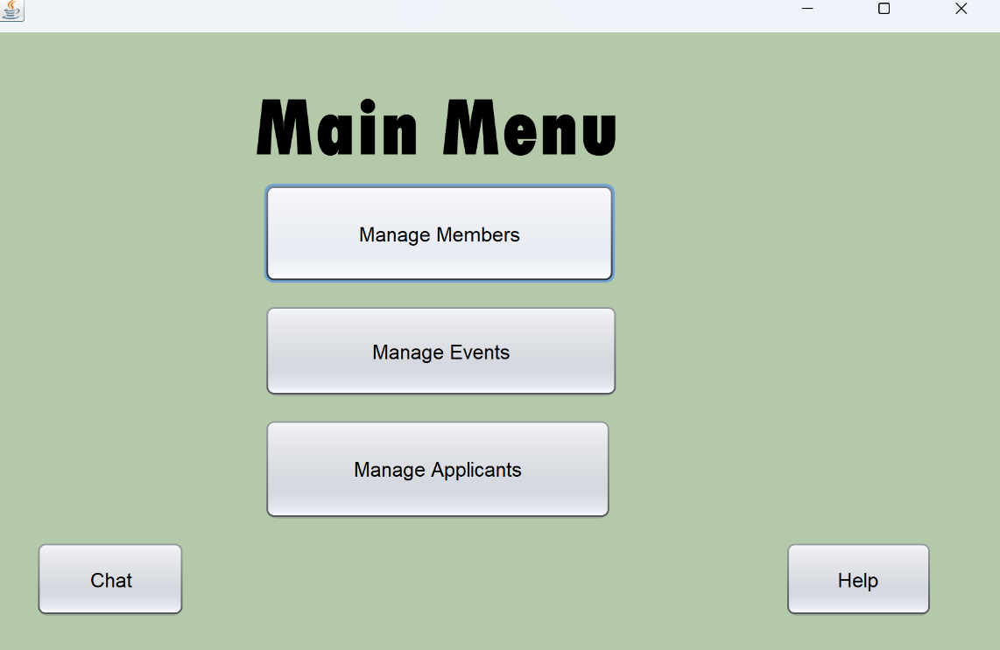 Main Menu
Manage Members
Manage Events
Manage Applicants
Chat
Help